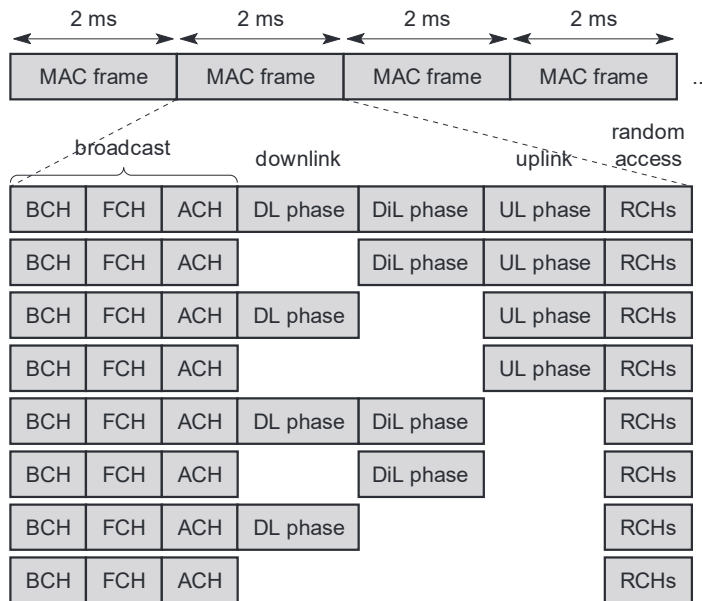 2 ms 2 ms 2 ms 2 ms
MAC frame MAC frame MAC frame MAC frame ..
random
broadcast downlink uplink access
BCH FCH ACH DL phase DiL phase UL phase RCHs
BCH FCH ACH DiL phase UL phase RCHs
BCH FCH ACH DL phase UL phase RCHs
BCH FCH ACH UL phase RCHs
BCH FCH ACH DL phase DiL phase RCHs
BCH FCH ACH DiL phase RCHs
BCH FCH ACH DL phase RCHs
BCH FCH ACH RCHs